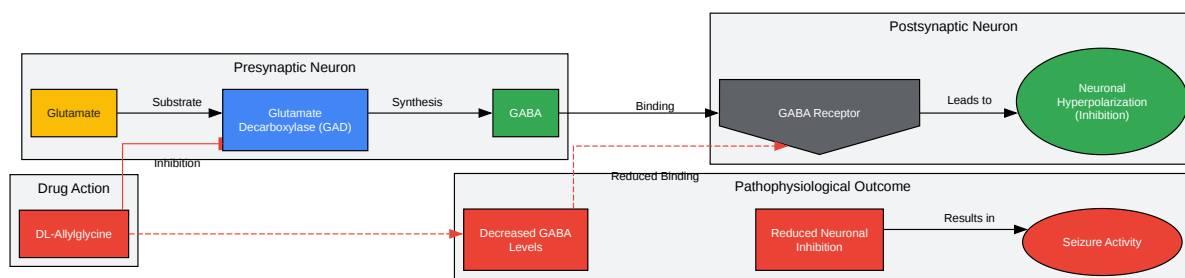 Postsynaptic Neuron
Presynaptic Neuron
Glutamate
Substrate
Glutamate
Decarboxylase (GAD)
Synthesis
GABA
Binding
GABA Receptor
Leads to
Neuronal
Hyperpolarization
(Inhibition)
Inhibition
Reduced Binding
Drug Action
DL-Allylglycine
Pathophysiological Outcome
Decreased GABA
Levels
Reduced Neuronal
Inhibition
Results in
Seizure Activity